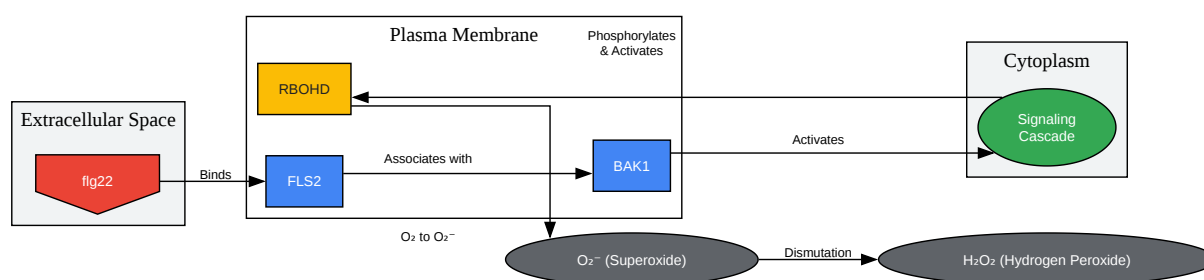 Plasma Membrane
Phosphorylates
& Activates
Cytoplasm
RBOHD
Extracellular Space
Signaling
Cascade
flg22
Binds
FLS2
Associates with
BAK1
Activates
O₂ to O₂⁻
O₂⁻ (Superoxide)
Dismutation
H₂O₂ (Hydrogen Peroxide)